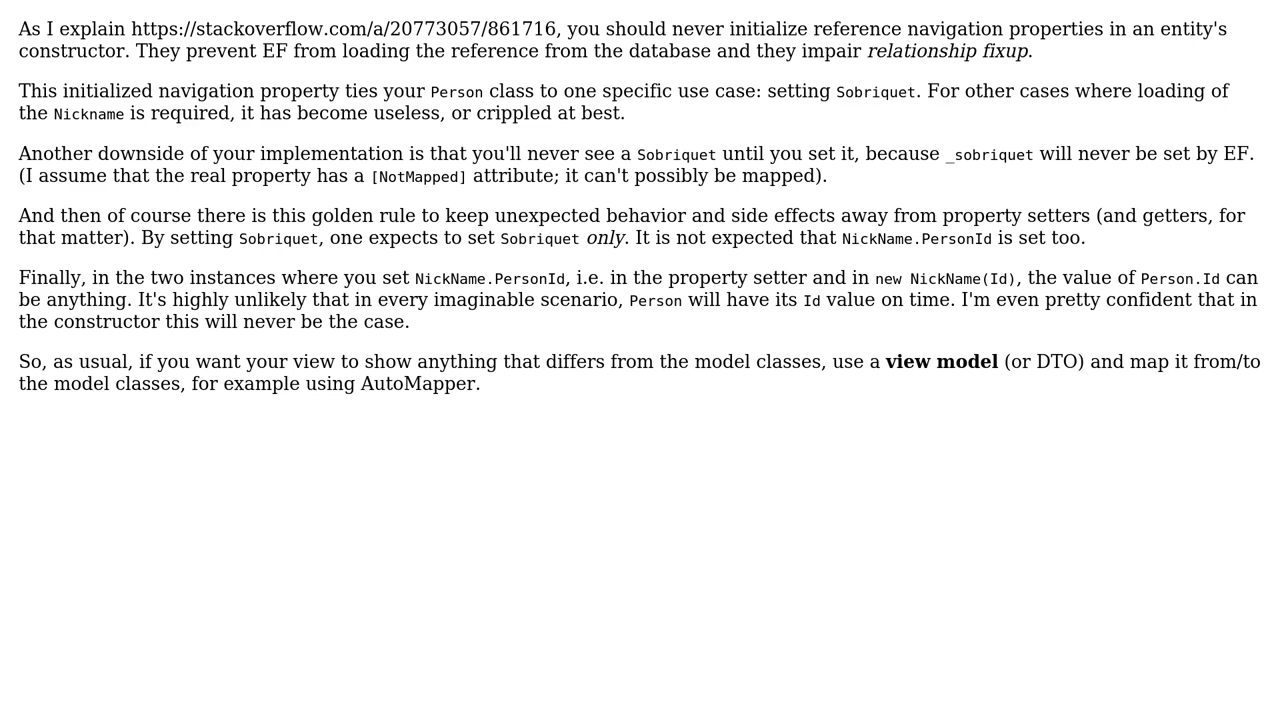 As I explain https://stackoverflow.com/a/20773057/861716, you should never initialize reference navigation properties in an entity's
constructor. They prevent EF from loading the reference from the database and they impair relationship fixup.
This initialized navigation property ties your Person class to one specific use case: setting Sobriquet. For other cases where loading of
the Nickname is required, it has become useless, or crippled at best.
Another downside of your implementation is that you'll never see a Sobriquet until you set it, because _sobriquet will never be set by EF.
(I assume that the real property has a [NotMapped] attribute; it can't possibly be mapped).
And then of course there is this golden rule to keep unexpected behavior and side effects away from property setters (and getters, for
that matter). By setting Sobriquet, one expects to set Sobriquet only. It is not expected that NickName.PersonId is set too.
Finally, in the two instances where you set NickName.PersonId, i.e. in the property setter and in new NickName(Id), the value of Person.Id can
be anything. It's highly unlikely that in every imaginable scenario, Person will have its Id value on time. I'm even pretty confident that in
the constructor this will never be the case.
So, as usual, if you want your view to show anything that differs from the model classes, use a view model (or DTO) and map it from/to
the model classes, for example using AutoMapper.